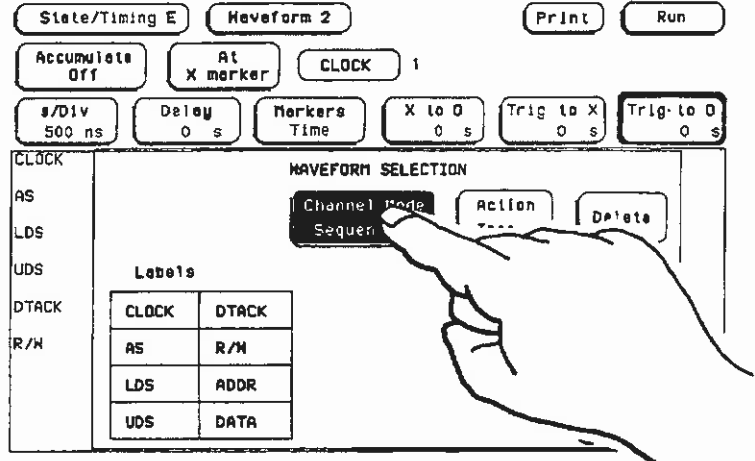 State/Timing E Waveform 2 Print Run
Accumulate At CLOCK 1
Off X marker
s/Div Delay Markers X to O Trig to X Trig to O
500 ns 0 s Time 0 s 0 s 0 s
CLOCK WAVEFORM SELECTION
AS Channel Mode Action Delete
LDS Sequen
UDS Labels
DTACK CLOCK DTACK
R/W AS R/W
LDS ADDR
UDS DATA